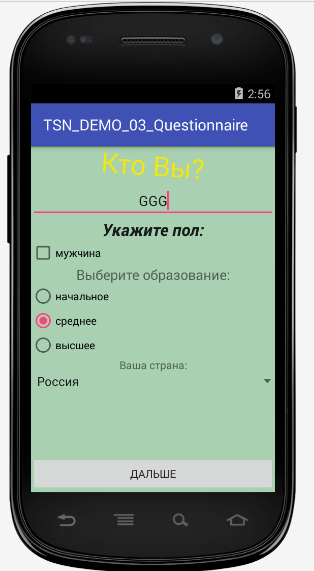 2:56
TSN_DEMO_03_Questionnaire
Кто Вы?
GGG
Укажите пол:
мужчина
Выберите образование:
начальное
среднее
высшее
Ваша страна:
Россия
ДАЛЬШЕ